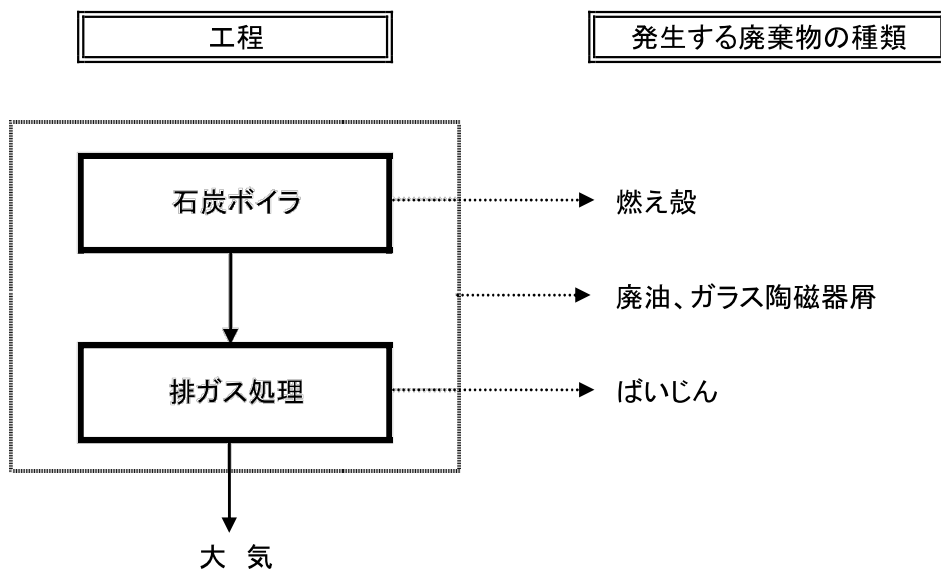 工程
発生する廃棄物の種類
石炭ボイラ
燃え殻
廃油、ガラス陶磁器屑
排ガス処理
ばいじん
大 気